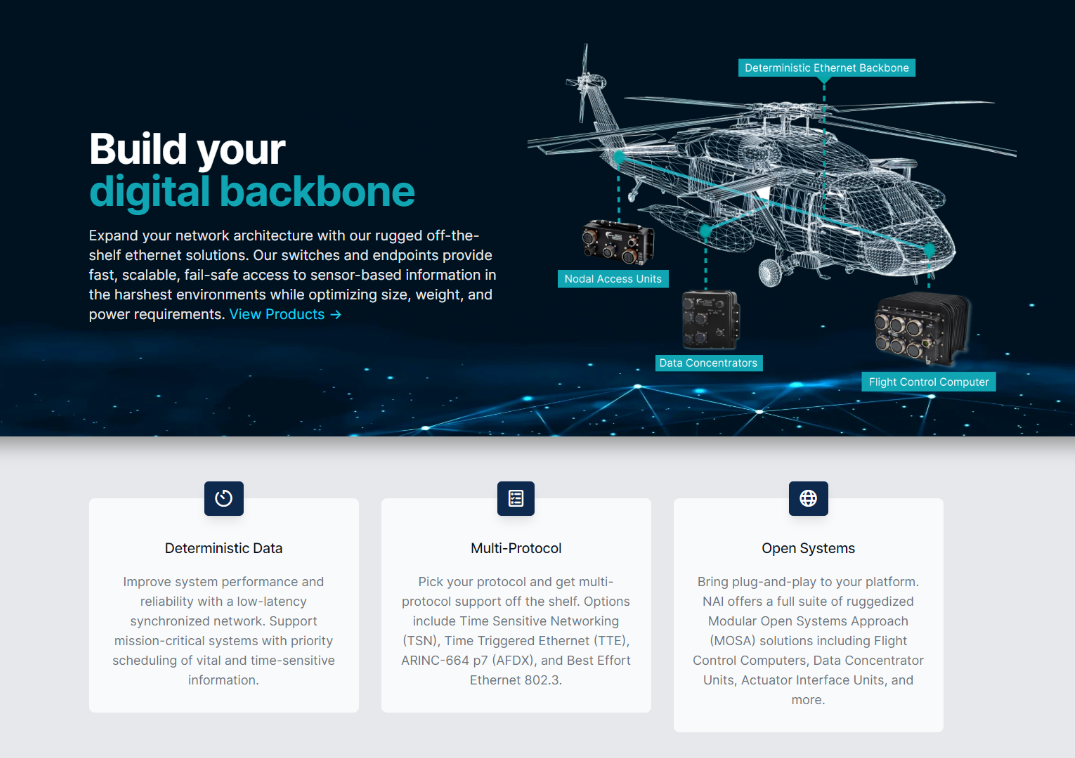 Deterministic Ethernet Backbone
Build your
digital backbone
Expand your network architecture with our rugged off-the-
shelf ethernet solutions. Our switches and endpoints provide
fast, scalable, fail-safe access to sensor-based information in
the harshest environments while optimizing size, weight, and
power requirements. View Products →
Nodal Access Units
Data Concentrators
Flight Control Computer
Deterministic Data
Improve system performance and
reliability with a low-latency
synchronized network. Support
mission-critical systems with priority
scheduling of vital and time-sensitive
information.
Multi-Protocol
Pick your protocol and get multi-
protocol support off the shelf. Options
include Time Sensitive Networking
(TSN), Time Triggered Ethernet (TTE),
ARINC-664 p7 (AFDX), and Best Effort
Ethernet 802.3.
Open Systems
Bring plug-and-play to your platform.
NAI offers a full suite of ruggedized
Modular Open Systems Approach
(MOSA) solutions including Flight
Control Computers, Data Concentrator
Units, Actuator Interface Units, and
more.